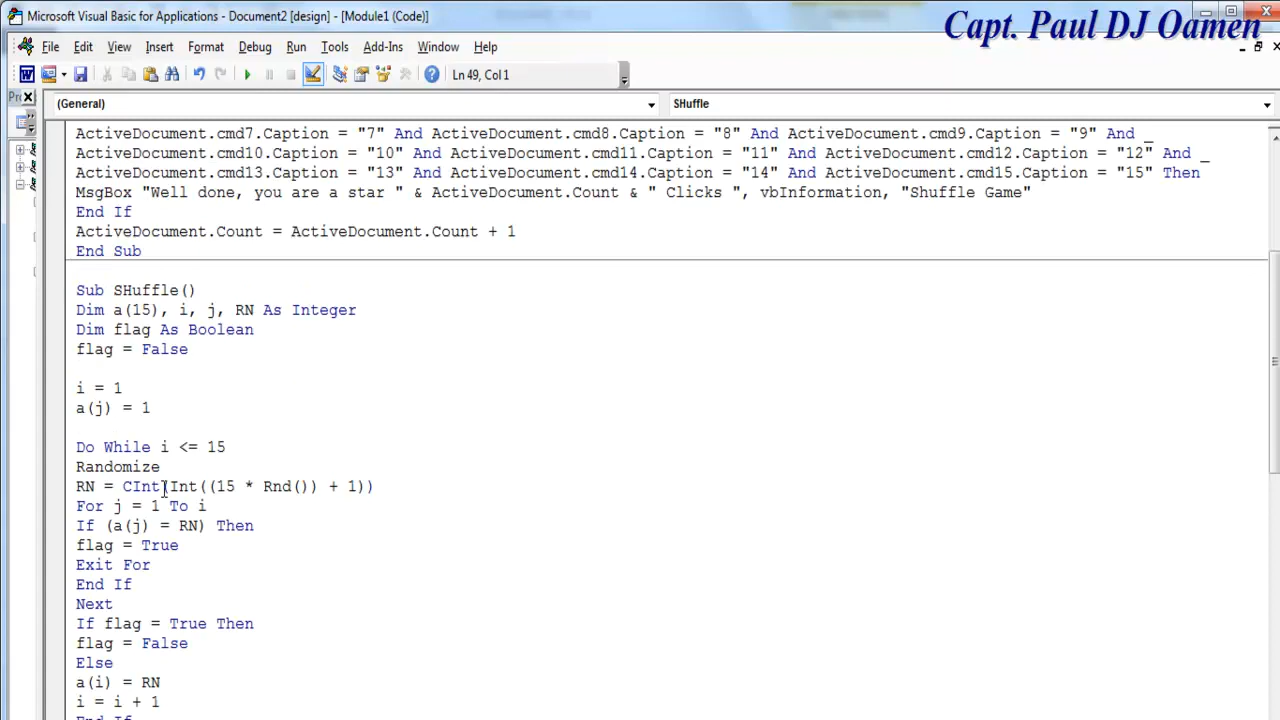 Microsoft Visual Basic for Applications - Document2 [design] - [Module1 (Code)]
Capt. Paul DJ Oamen
File Edit View Insert Format Debug Run Tools Add-Ins Window Help
Ln 49, Col 1
(General) SHuffle
ActiveDocument.cmd7.Caption = "7" And ActiveDocument.cmd8.Caption = "8" And ActiveDocument.cmd9.Caption = "9" And _
ActiveDocument.cmd10.Caption = "10" And ActiveDocument.cmd11.Caption = "11" And ActiveDocument.cmd12.Caption = "12" And _
ActiveDocument.cmd13.Caption = "13" And ActiveDocument.cmd14.Caption = "14" And ActiveDocument.cmd15.Caption = "15" Then
MsgBox "Well done, you are a star " & ActiveDocument.Count & " Clicks ", vbInformation, "Shuffle Game"
End If
ActiveDocument.Count = ActiveDocument.Count + 1
End Sub
Sub SHuffle()
Dim a(15), i, j, RN As Integer
Dim flag As Boolean
flag = False
i = 1
a(j) = 1
Do While i <= 15
Randomize
RN = CInt(Int((15 * Rnd()) + 1))
For j = 1 To i
If (a(j) = RN) Then
flag = True
Exit For
End If
Next
If flag = True Then
flag = False
Else
a(i) = RN
i = i + 1
End If